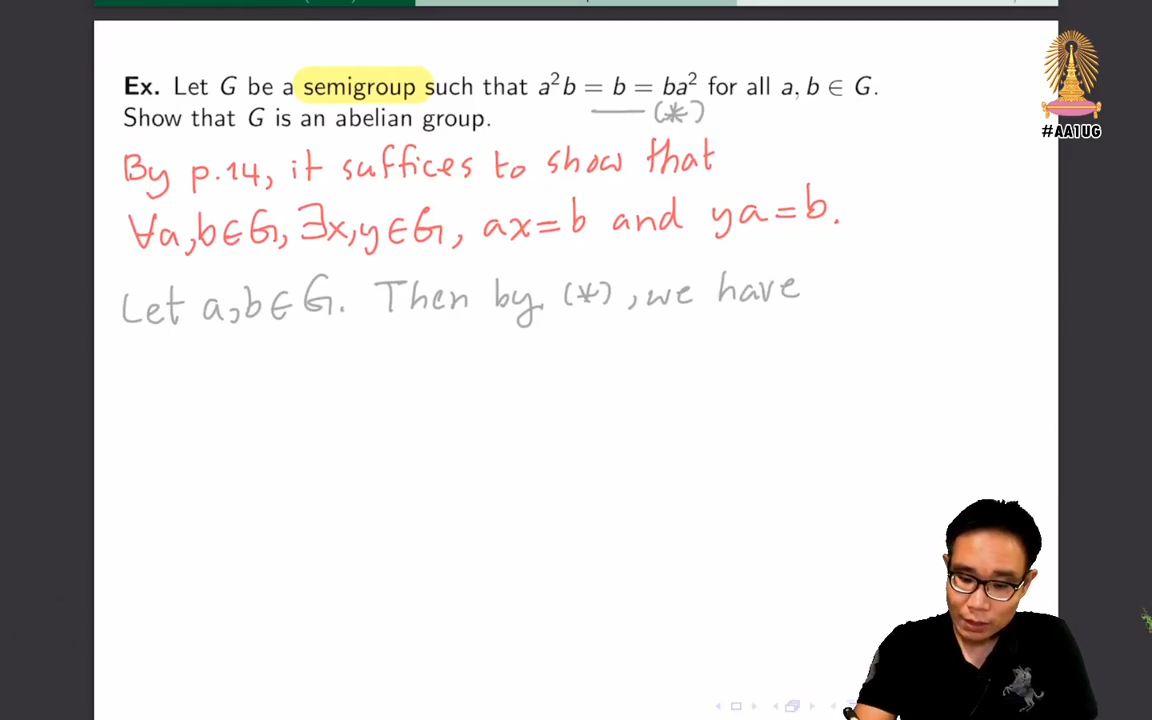 Ex. Let G be a semigroup such that a²b = b = ba² for all a, b ∈ G.
(*)
Show that G is an abelian group.
#AA1UG
By p.14, it suffices to show that
∀a,b∈G, ∃x,y∈G, ax=b and ya=b.
Let a,b∈G. Then by (*), we have